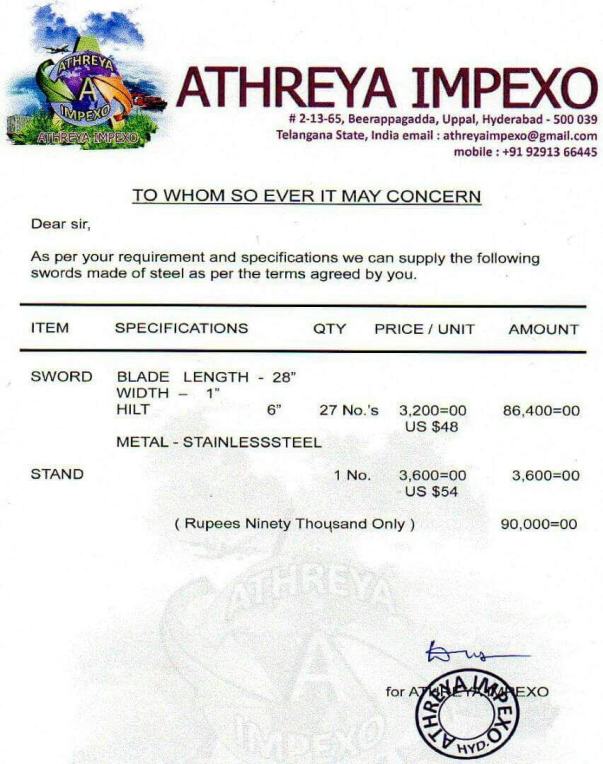 ATHREYA
A
IMPEXO
ATHREYA IMPEXO
ATHREYA IMPEXO
# 2-13-65, Beerappagadda, Uppal, Hyderabad - 500 039
Telangana State, India email : athreyaimpexo@gmail.com
mobile : +91 92913 66445
TO WHOM SO EVER IT MAY CONCERN
Dear sir,
As per your requirement and specifications we can supply the following
swords made of steel as per the terms agreed by you.
ITEM SPECIFICATIONS QTY PRICE / UNIT AMOUNT
SWORD BLADE LENGTH - 28”
WIDTH – 1”
HILT 6” 27 No.'s 3,200=00 86,400=00
US $48
METAL - STAINLESSSTEEL
STAND 1 No. 3,600=00 3,600=00
US $54
( Rupees Ninety Thousand Only ) 90,000=00
ATHREYA
A
IMPEXO
for ATHREYA IMPEXO
ATHREYA IMPEXO
HYD.